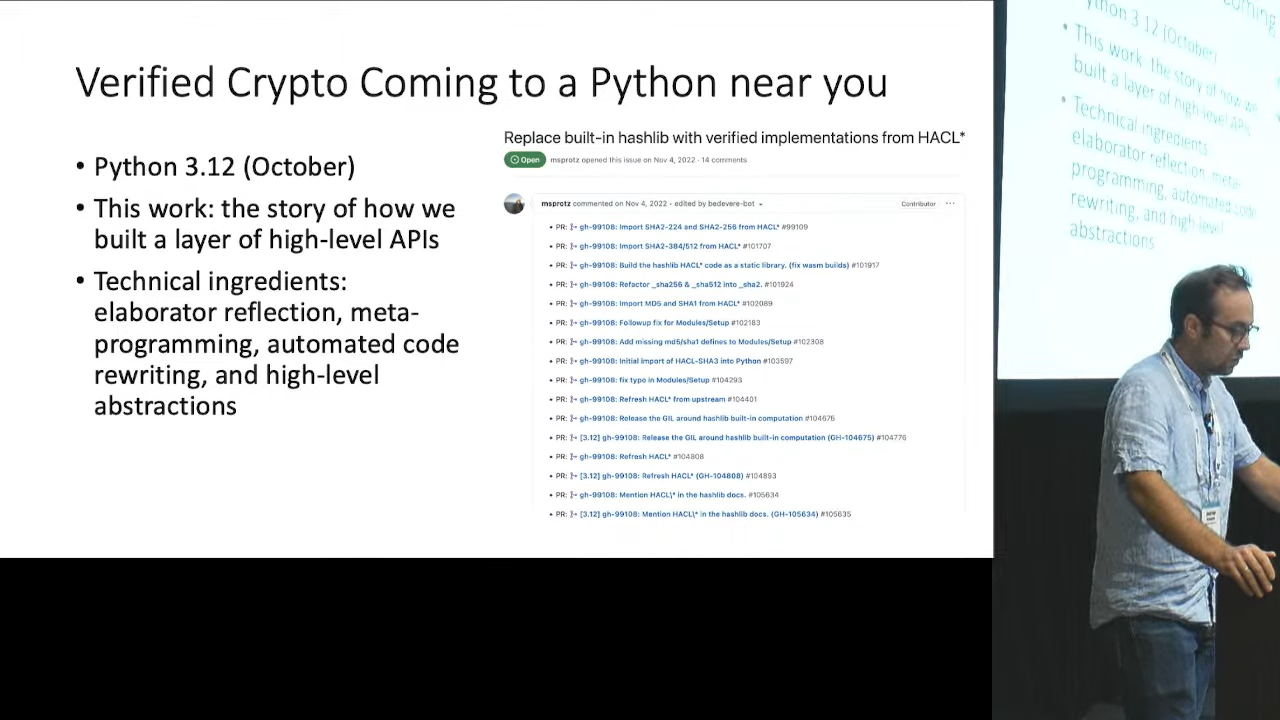 Verified Crypto Coming to a Python near you
• Python 3.12 (October)
• This work: the story of how we
built a layer of high-level APIs
• Technical ingredients:
elaborator reflection, meta-
programming, automated code
rewriting, and high-level
abstractions
Replace built-in hashlib with verified implementations from HACL*
Open msprotz opened this issue on Nov 4, 2022 · 14 comments
msprotz commented on Nov 4, 2022 • edited by bedevere-bot Contributor ...
• PR: gh-99108: Import SHA2-224 and SHA2-256 from HACL* #99109
• PR: gh-99108: Import SHA2-384/512 from HACL* #101707
• PR: gh-99108: Build the hashlib HACL* code as a static library. (fix wasm builds) #101917
• PR: gh-99108: Refactor _sha256 & _sha512 into _sha2. #101924
• PR: gh-99108: Import MD5 and SHA1 from HACL* #102089
• PR: gh-99108: Followup fix for Modules/Setup #102183
• PR: gh-99108: Add missing md5/sha1 defines to Modules/Setup #102308
• PR: gh-99108: Initial import of HACL-SHA3 into Python #103597
• PR: gh-99108: fix typo in Modules/Setup #104293
• PR: gh-99108: Refresh HACL* from upstream #104401
• PR: gh-99108: Release the GIL around hashlib built-in computation #104675
• PR: [3.12] gh-99108: Release the GIL around hashlib built-in computation (GH-104675) #104776
• PR: gh-99108: Refresh HACL* #104808
• PR: [3.12] gh-99108: Refresh HACL* (GH-104808) #104893
• PR: gh-99108: Mention HACL\* in the hashlib docs. #105634
• PR: [3.12] gh-99108: Mention HACL\* in the hashlib docs. (GH-105634) #105635
coming
ython 3.12 (October)
• This work: the story of how we
built a layer of high-level APIs
• Technical ingredients:
elaborator reflection, meta-
programming, automated code
rewriting, and high-level
abstractions